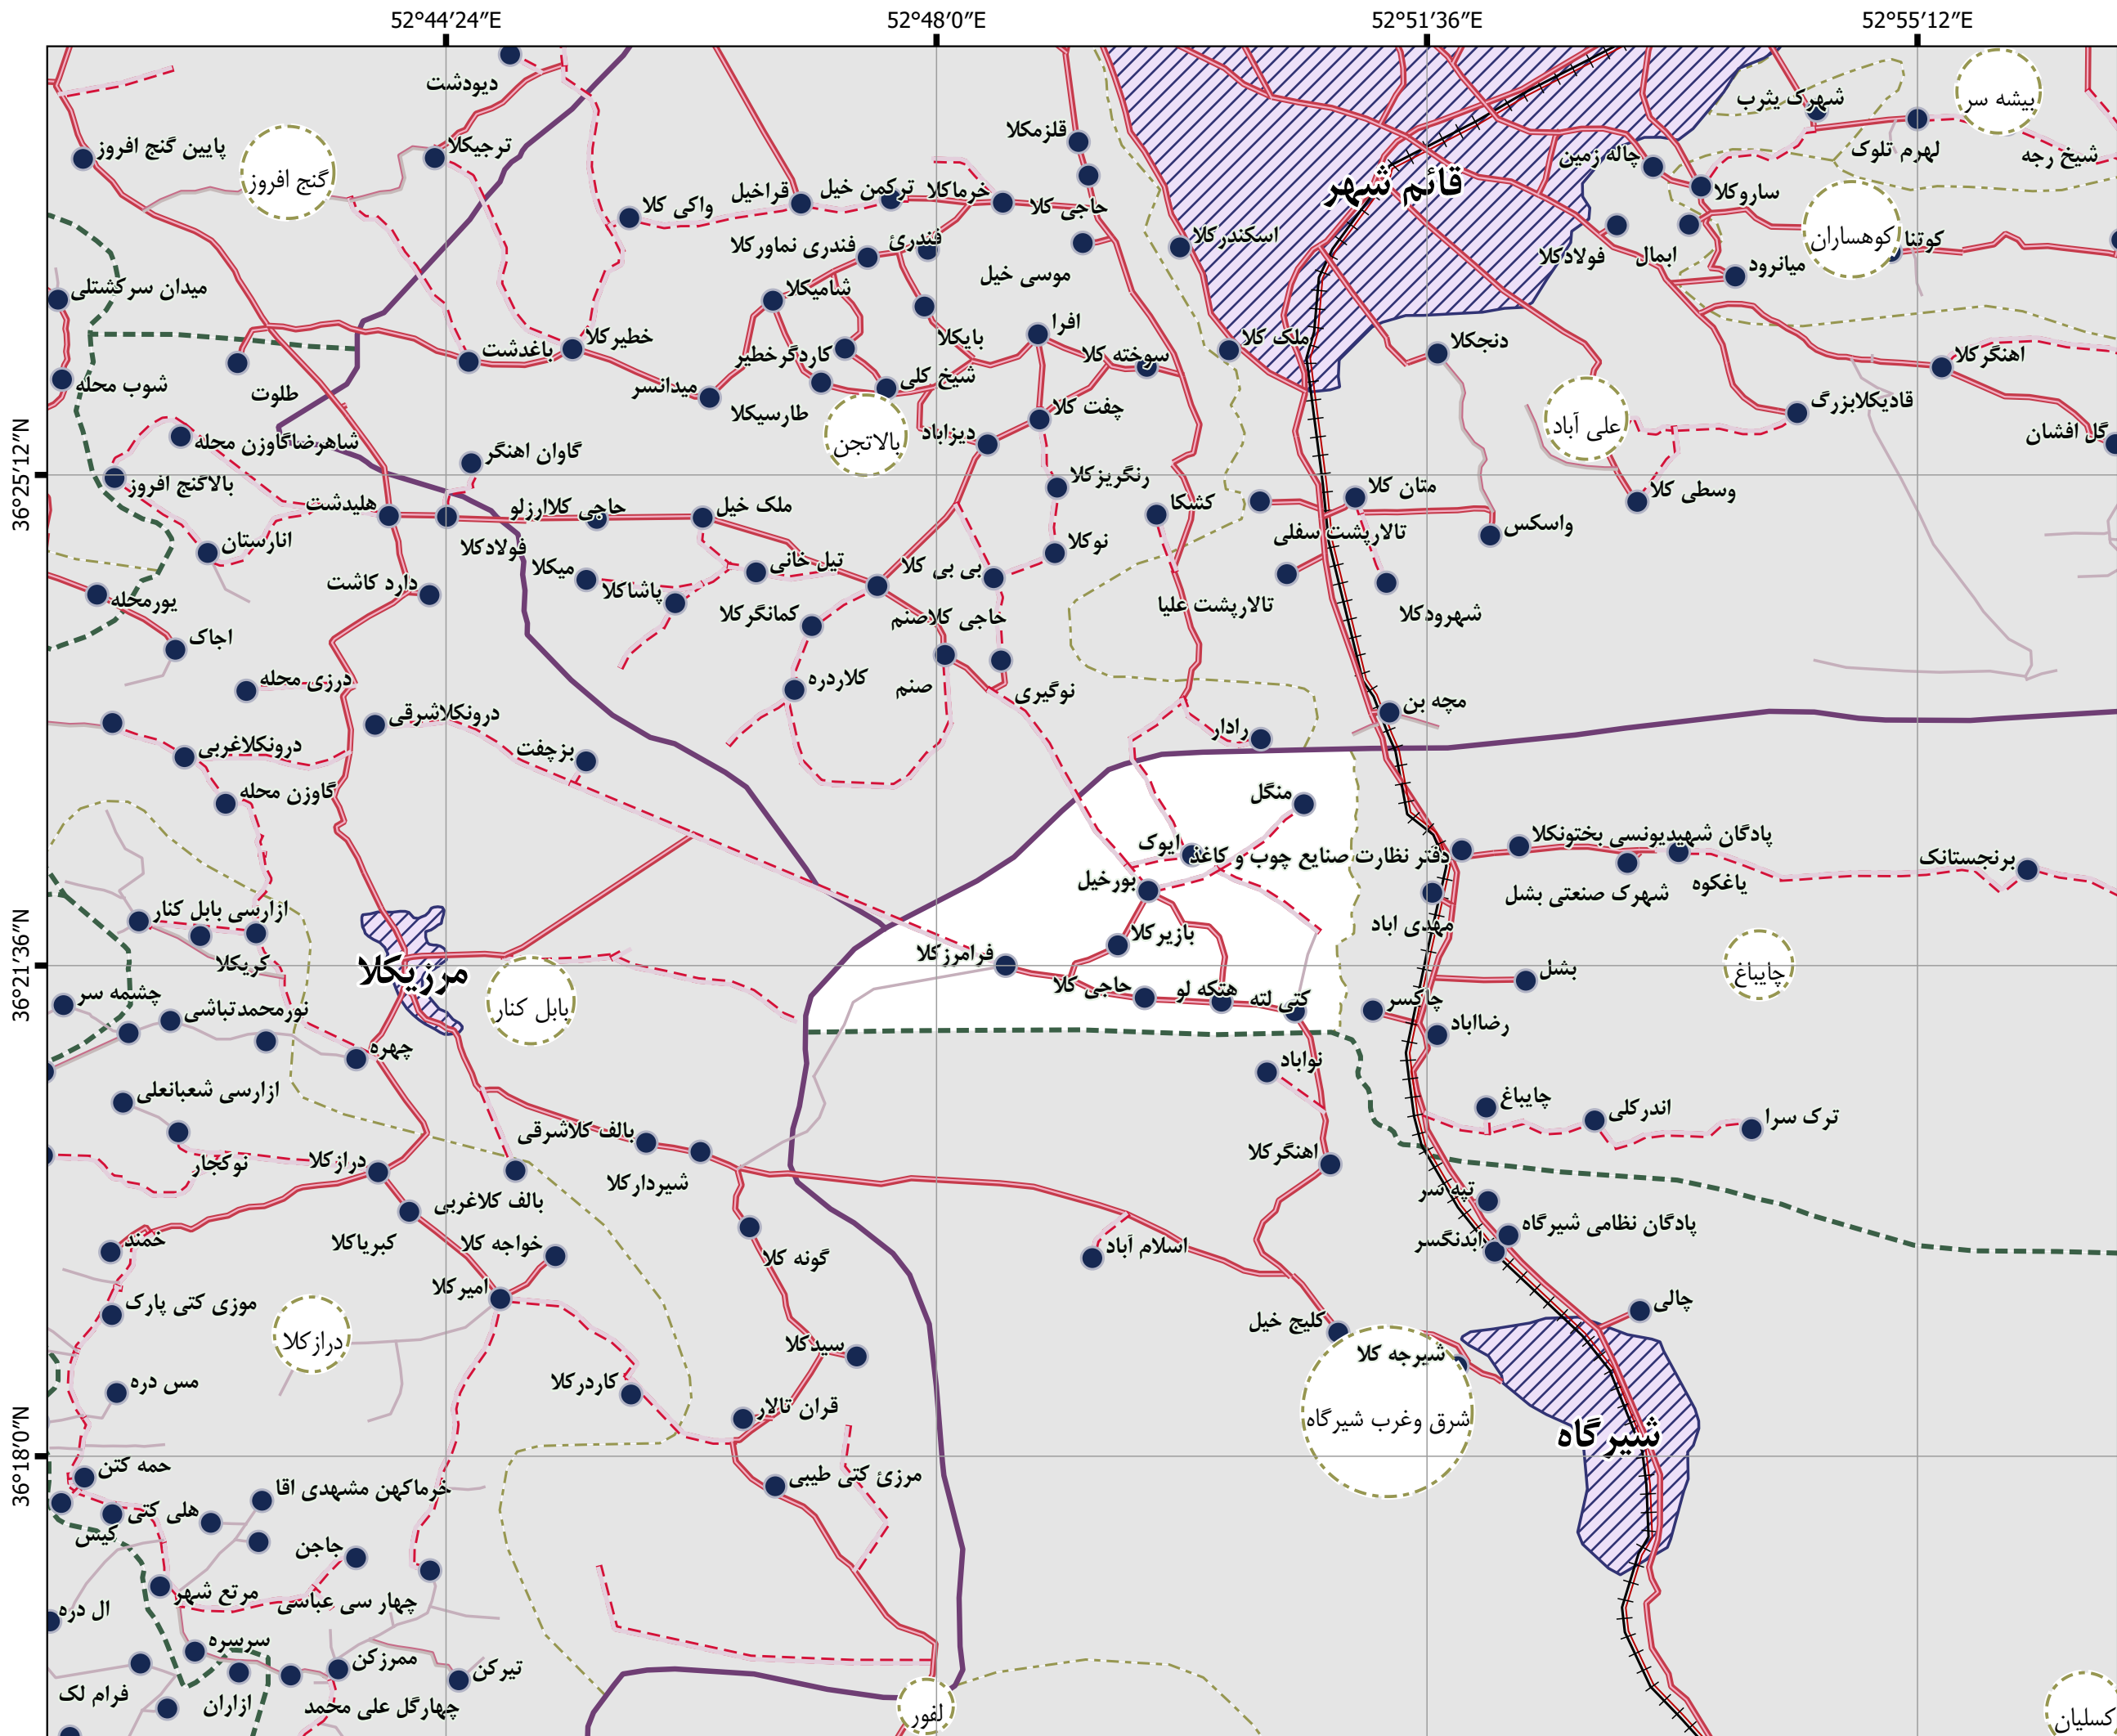 52°44′24″E
52°48′0″E
52°51′36″E
52°55′12″E
36°25′12″N
36°21′36″N
36°18′0″N
دیودشت
شهرک یثرب
پیشه سر
پایین گنج افروز
گنج افروز
ترجیکلا
قلزمکلا
قائم شهر
چاله زمین
لهرم تلوک
شیخ رجه
واکی کلا
قراخیل
ترکمن خیل
خرماکلا
حاجی کلا
ساروکلا
کوهساران
کوتنا
فندری نماورکلا
فندرئ
موسی خیل
اسکندرکلا
فولادکلا
ابمال
میانرود
میدان سرکشتلی
شامیکلا
بایکلا
افرا
سوخته کلا
ملک کلا
دنجکلا
اهنگرکلا
شوب محله
طلوت
باغدشت
خطیرکلا
میدانسر
کاردگرخطیر
شیخ کلی
طارسیکلا
بالاتجن
دیزاباد
چفت کلا
علی آباد
قادیکلابزرگ
گل افشان
شاهرضاگاوزن محله
بالاگنج افروز
گاوان اهنگر
هلیدشت
حاجی کلاارزلو
ملک خیل
رنگریزکلا
کشکا
متان کلا
وسطی کلا
واسکس
تالارپشت سفلی
انارستان
فولادکلا
میکلا
تیل خانی
بی بی کلا
نوکلا
یورمحله
دارد کاشت
پاشاکلا
کمانگرکلا
حاجی کلاصنم
تالارپشت علیا
شهرودکلا
اجاک
درزی محله
کلاردره
صنم
نوگیری
مچه بن
درونکلاشرقی
درونکلاغربی
بزچفت
رادار
گاوزن محله
منگل
ایوک
دفتر نظارت صنایع چوب و کاغذ
پادگان شهیدیونسی بختونکلا
یاغکوه
شهرک صنعتی بشل
برنجستانک
بورخیل
مهدی اباد
بازیرکلا
فرامرزکلا
ازارسی بابل کنار
کریکلا
مرزیکلا
بابل کنار
چایباغ
بشل
حاجی کلا
هتکه لو
کتی لته
چاکسر
رضااباد
چشمه سر
نورمحمدتباشی
چهره
نواباد
ازارسی شعبانعلی
چایباغ
اندرکلی
ترک سرا
بالف کلاشرقی
شیردارکلا
اهنگرکلا
نوکجار
درازکلا
بالف کلاغربی
تپه سر
پادگان نظامی شیرگاه
ابدنگسر
خمند
کبریاکلا
خواجه کلا
گونه کلا
اسلام آباد
امیرکلا
موزی کتی پارک
درازکلا
سیدکلا
کلیج خیل
چالی
شیرجه کلا
شرق وغرب شیرگاه
شیرگاه
مس دره
کاردرکلا
قران تالار
مرزئ کتی طیبی
حمه کتن
خرماکهن مشهدی اقا
هلی کتی
کیس
جاجن
مرتع شهر
چهار سی عباسی
ال دره
سرسره
ممرزکن
تیرکن
فرام لک
ازاران
چهارگل علی محمد
لفور
کسلیان